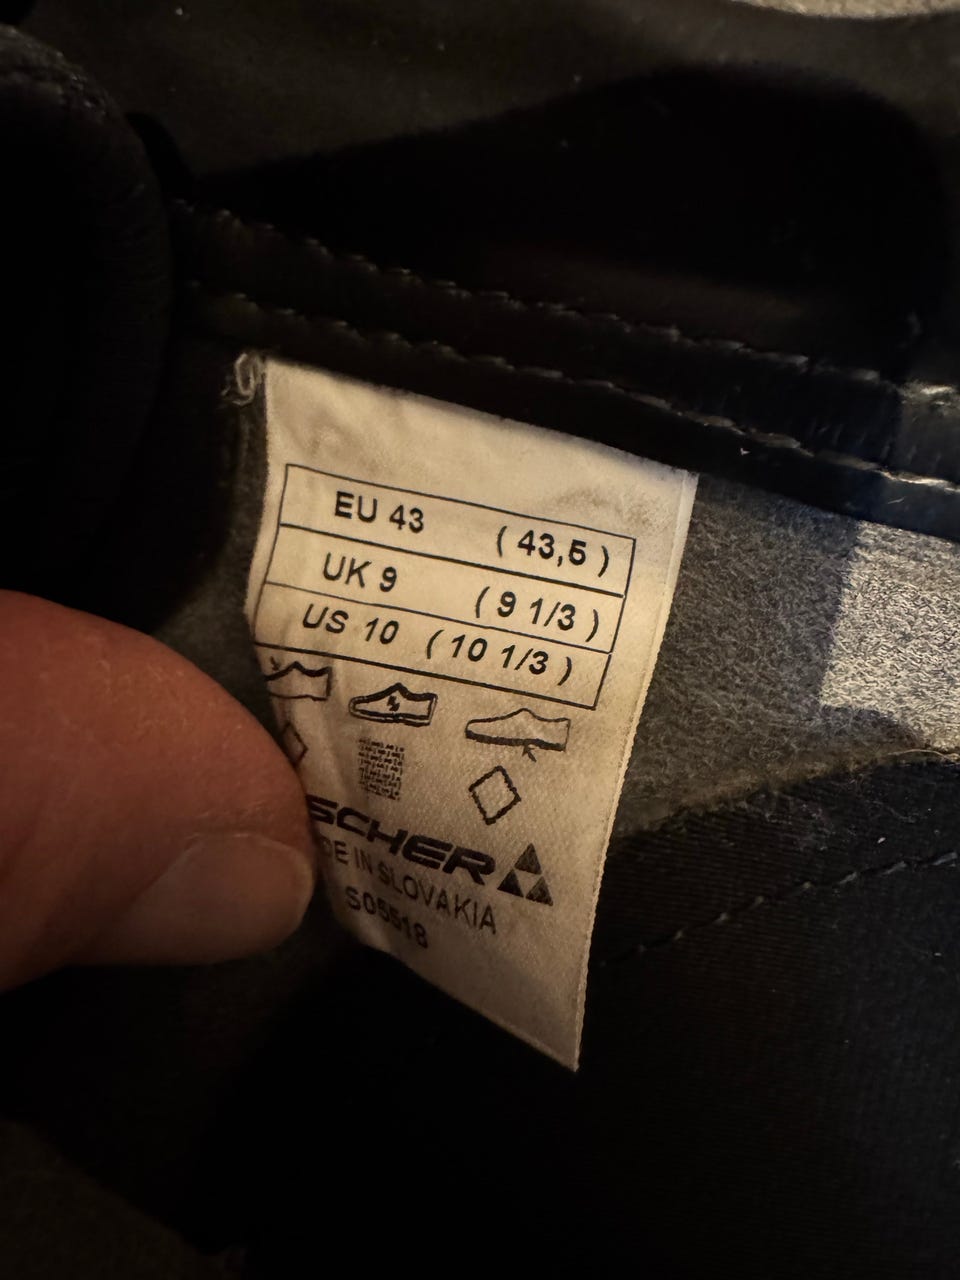 EU 43 ( 43,5 )
UK 9 ( 9 1/3 )
US 10 ( 10 1/3 )
SCHER
DE IN SLOVAKIA
S05518